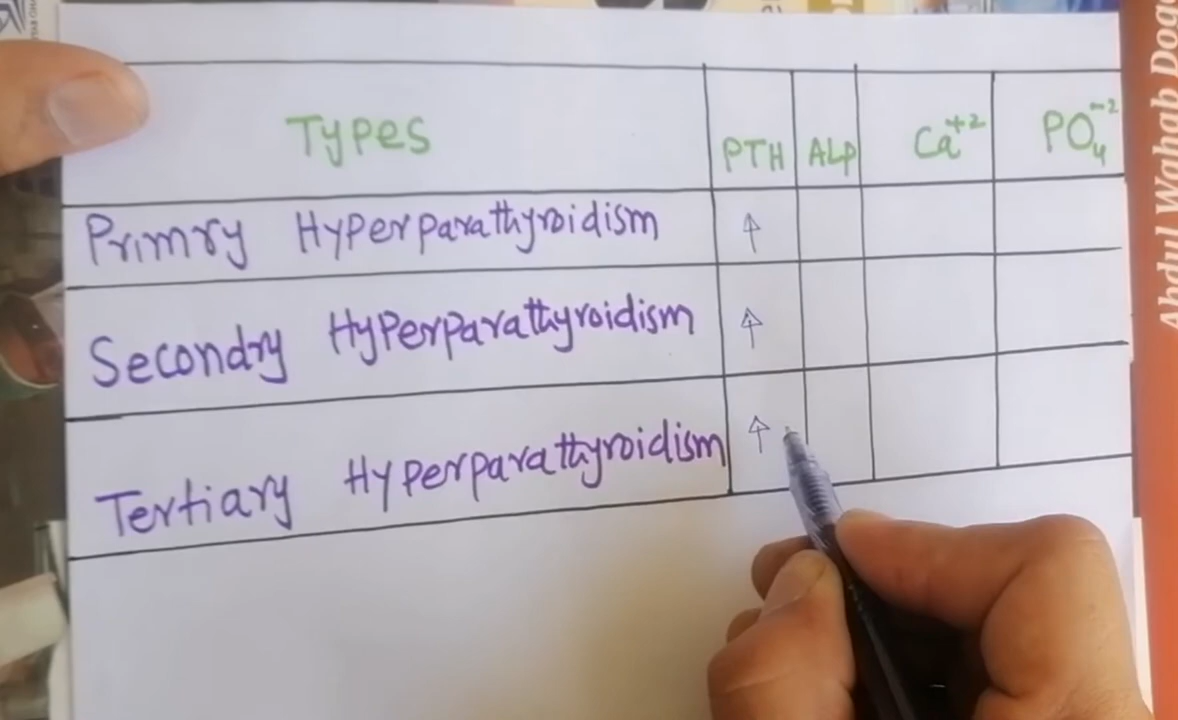 Types PTH ALP Ca⁺² PO₄⁻²
Primry Hyperparathyroidism ↑
Secondry Hyperparathyroidism ↑
Tertiary Hyperparathyroidism ↑
Abdul Wahab Dog